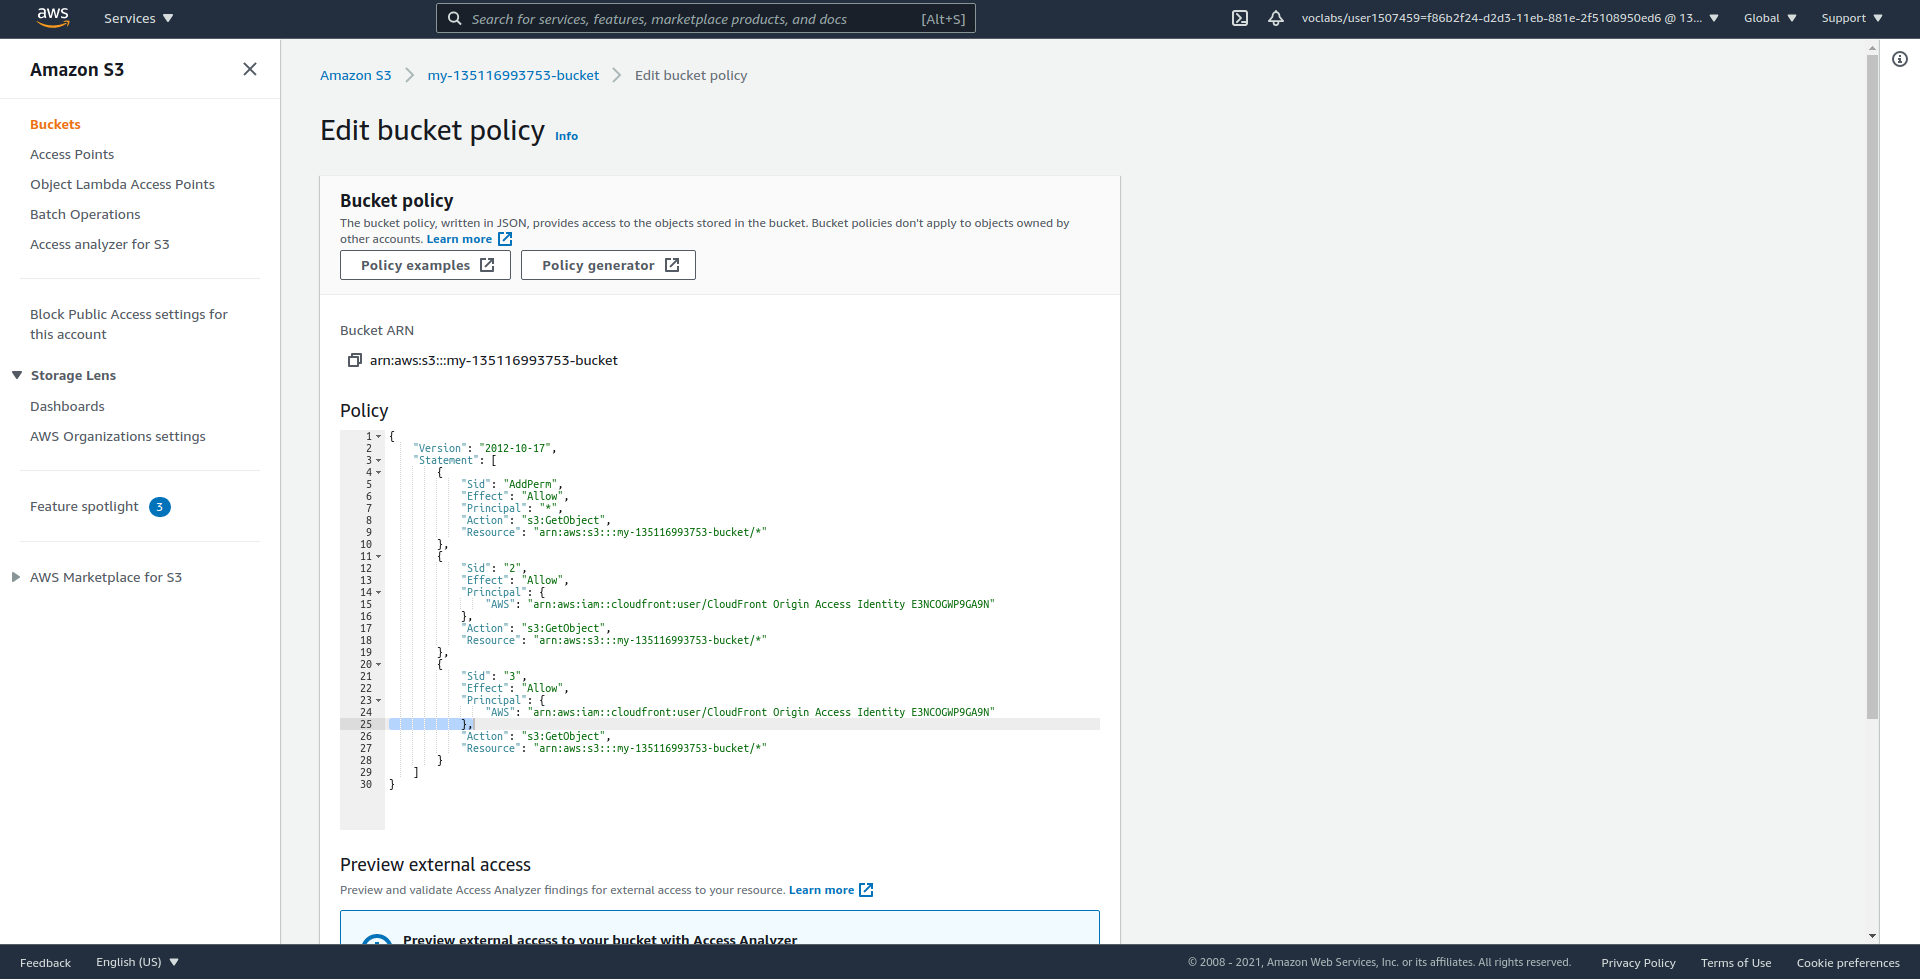 aws
Services
Search for services, features, marketplace products, and docs
[Alt+S]
voclabs/user1507459=f86b2f24-d2d3-11eb-881e-2f5108950ed6 @ 13...
Global
Support
Amazon S3
Buckets
Access Points
Object Lambda Access Points
Batch Operations
Access analyzer for S3
Block Public Access settings for
this account
Storage Lens
Dashboards
AWS Organizations settings
Feature spotlight 3
AWS Marketplace for S3
Amazon S3 > my-135116993753-bucket > Edit bucket policy
Edit bucket policy Info
Bucket policy
The bucket policy, written in JSON, provides access to the objects stored in the bucket. Bucket policies don't apply to objects owned by
other accounts. Learn more
Policy examples
Policy generator
Bucket ARN
arn:aws:s3:::my-135116993753-bucket
Policy
1 {
2 "Version": "2012-10-17",
3 "Statement": [
4 {
5 "Sid": "AddPerm",
6 "Effect": "Allow",
7 "Principal": "*",
8 "Action": "s3:GetObject",
9 "Resource": "arn:aws:s3:::my-135116993753-bucket/*"
10 },
11 {
12 "Sid": "2",
13 "Effect": "Allow",
14 "Principal": {
15 "AWS": "arn:aws:iam::cloudfront:user/CloudFront Origin Access Identity E3NCOGWP9GA9N"
16 },
17 "Action": "s3:GetObject",
18 "Resource": "arn:aws:s3:::my-135116993753-bucket/*"
19 },
20 {
21 "Sid": "3",
22 "Effect": "Allow",
23 "Principal": {
24 "AWS": "arn:aws:iam::cloudfront:user/CloudFront Origin Access Identity E3NCOGWP9GA9N"
25 },
26 "Action": "s3:GetObject",
27 "Resource": "arn:aws:s3:::my-135116993753-bucket/*"
28 }
29 ]
30 }
Preview external access
Preview and validate Access Analyzer findings for external access to your resource. Learn more
Preview external access to your bucket with Access Analyzer
Feedback
English (US)
© 2008 - 2021, Amazon Web Services, Inc. or its affiliates. All rights reserved.
Privacy Policy
Terms of Use
Cookie preferences